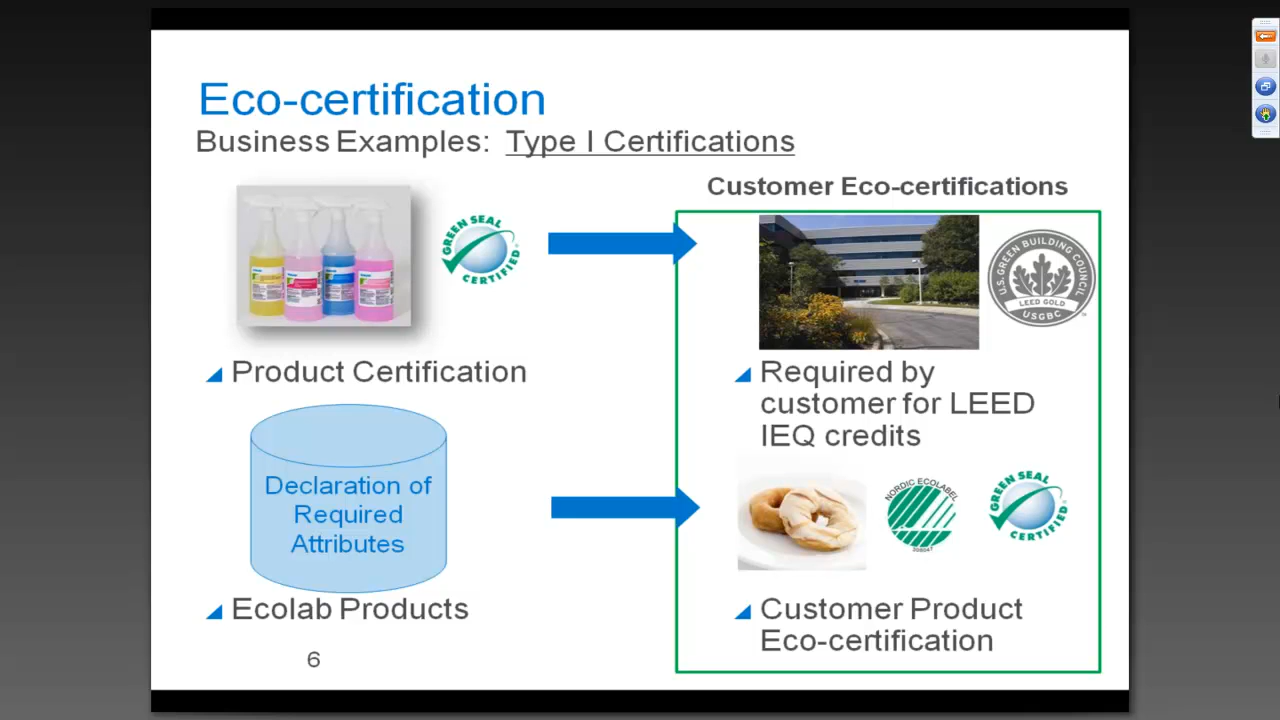 Eco-certification
Business Examples: Type I Certifications
GREEN SEAL
CERTIFIED
Product Certification
Declaration of
Required
Attributes
Ecolab Products
6
Customer Eco-certifications
U.S. GREEN BUILDING COUNCIL
LEED GOLD
USGBC
Required by
customer for LEED
IEQ credits
NORDIC ECOLABEL
GREEN SEAL
CERTIFIED
Customer Product
Eco-certification